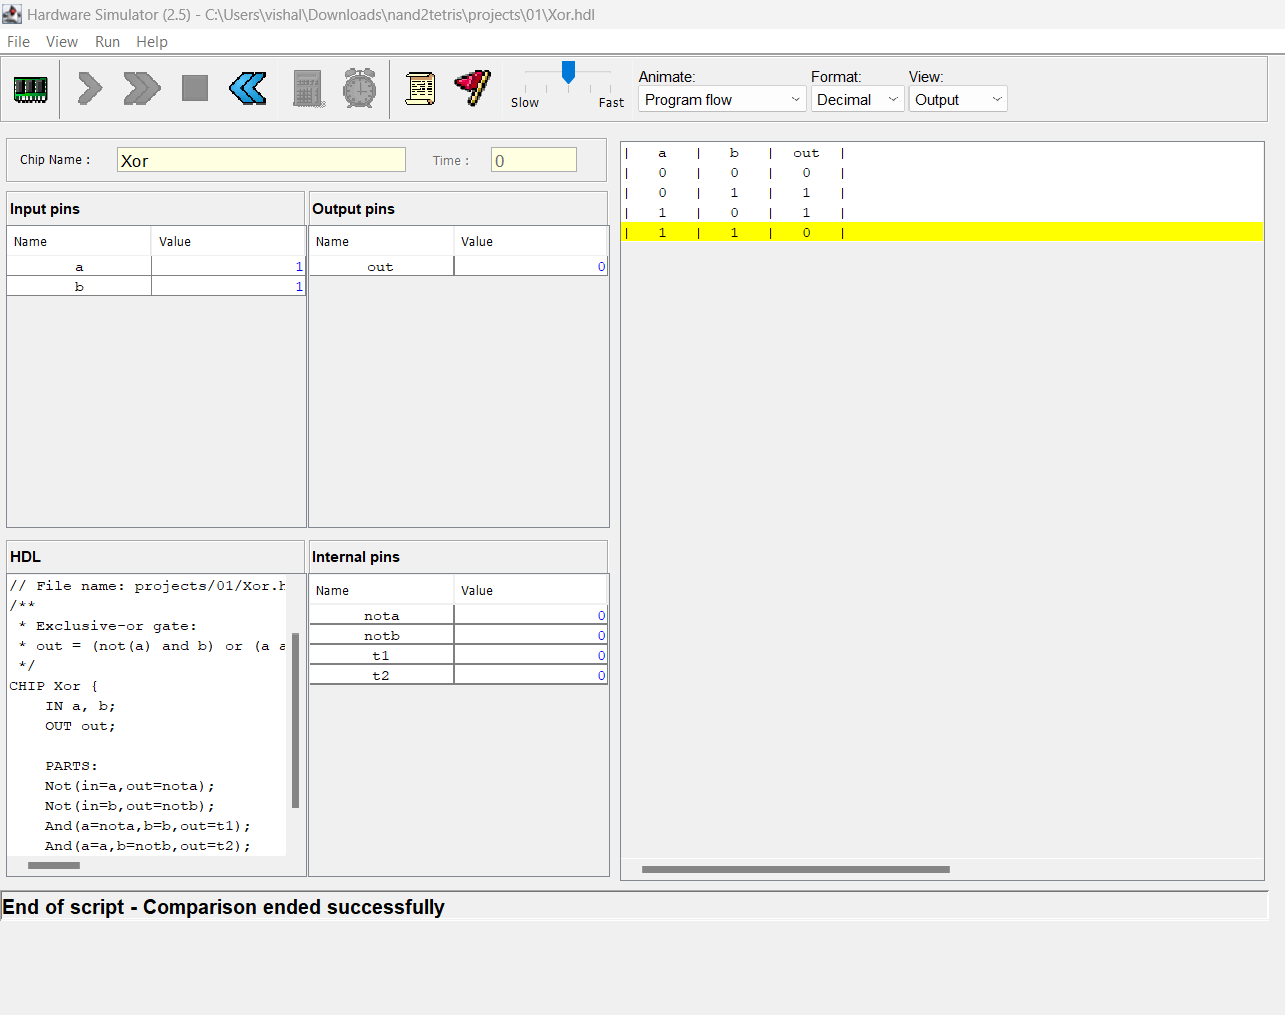 Hardware Simulator (2.5) - C:\Users\vishal\Downloads\nand2tetris\projects\01\Xor.hdl
File View Run Help
Slow Fast
Animate: Format: View:
Program flow Decimal Output
Chip Name : Xor Time : 0
Input pins
Name Value
a 1
b 1
Output pins
Name Value
out 0
HDL
// File name: projects/01/Xor.h
/**
 * Exclusive-or gate:
 * out = (not(a) and b) or (a a
 */
CHIP Xor {
    IN a, b;
    OUT out;
    PARTS:
    Not(in=a,out=nota);
    Not(in=b,out=notb);
    And(a=nota,b=b,out=t1);
    And(a=a,b=notb,out=t2);
Internal pins
Name Value
nota 0
notb 0
t1 0
t2 0
| a | b | out |
| 0 | 0 | 0 |
| 0 | 1 | 1 |
| 1 | 0 | 1 |
| 1 | 1 | 0 |
End of script - Comparison ended successfully